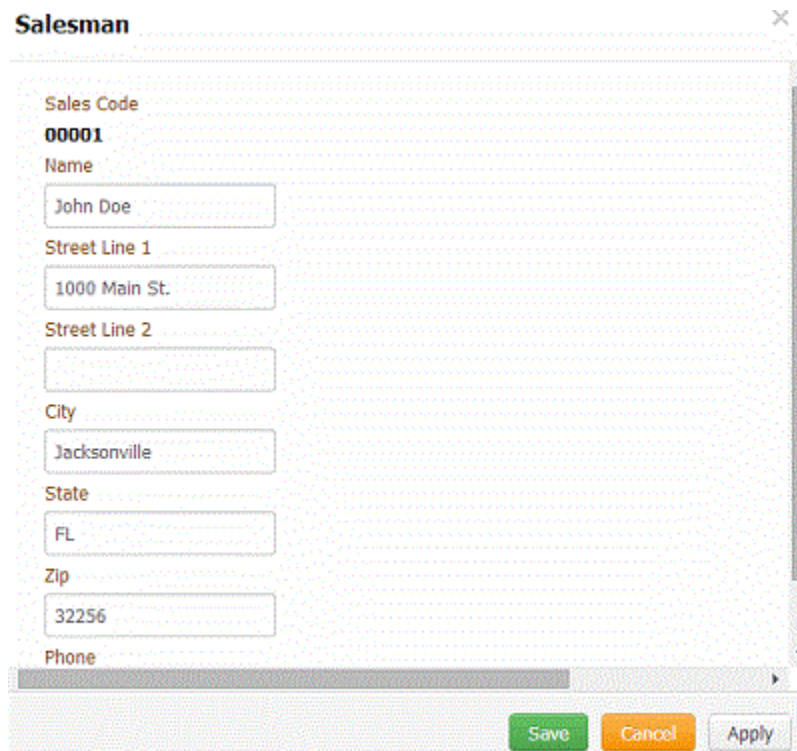 Salesman
Sales Code
00001
Name
John Doe
Street Line 1
1000 Main St.
Street Line 2
City
Jacksonville
State
FL
Zip
32256
Phone
Save Cancel Apply